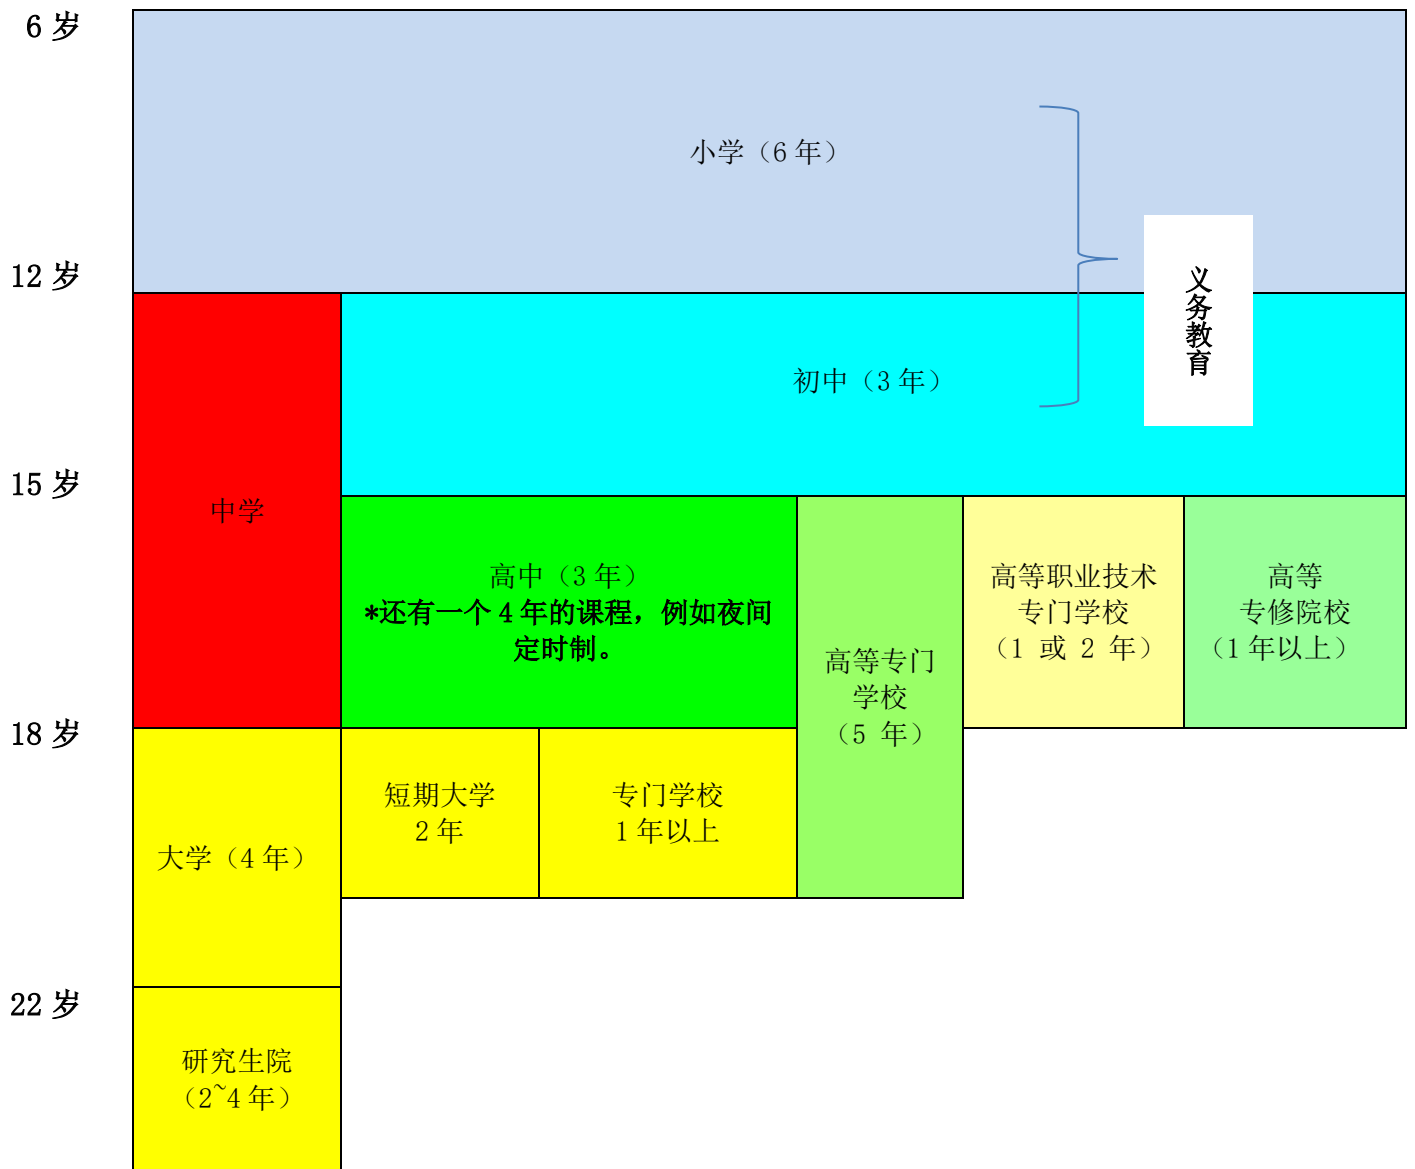 6 岁
小学（6 年）
12 岁
义务教育
初中（3 年）
15 岁
中学
高中（3 年）
*还有一个 4 年的课程，例如夜间
定时制。
高等专门
学校
（5 年）
高等职业技术
专门学校
（1 或 2 年）
高等
专修院校
（1 年以上）
18 岁
大学（4 年）
短期大学
2 年
专门学校
1 年以上
22 岁
研究生院
（2~4 年）